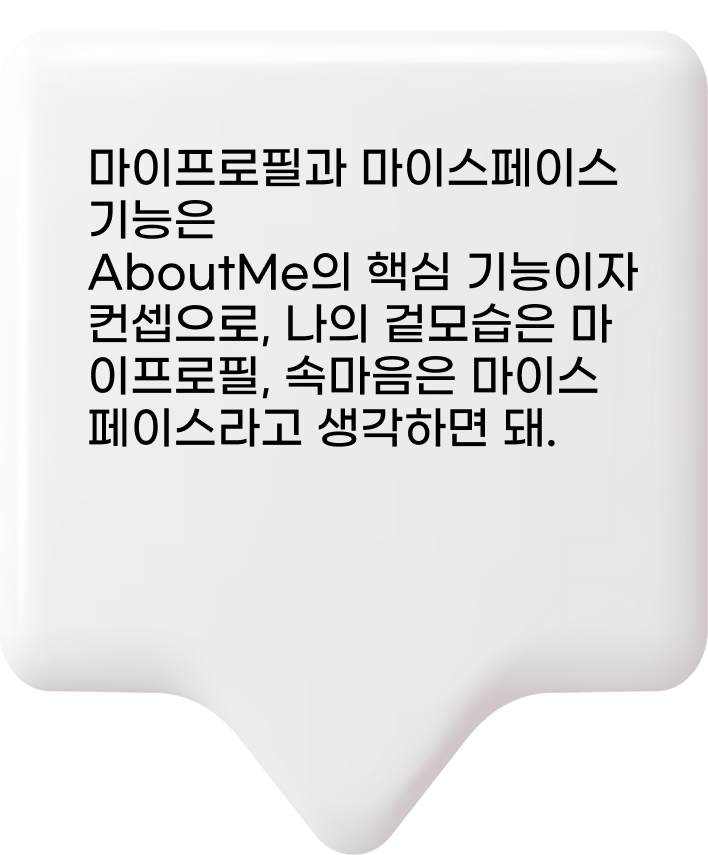 마이프로필과 마이스페이스
기능은
AboutMe의 핵심 기능이자
컨셉으로, 나의 겉모습은 마
이프로필, 속마음은 마이스
페이스라고 생각하면 돼.